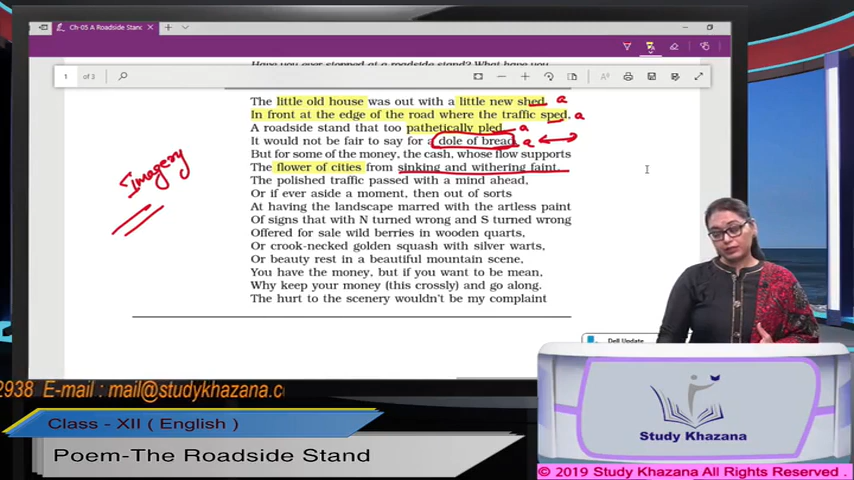 Ch-05 A Roadside Stand
Have you ever stopped at a roadside stand? What have you
1 of 3
The little old house was out with a little new shed a
In front at the edge of the road where the traffic sped, a
A roadside stand that too pathetically pled, a
It would not be fair to say for a dole of bread, a
But for some of the money, the cash, whose flow supports
The flower of cities from sinking and withering faint.
The polished traffic passed with a mind ahead,
Or if ever aside a moment, then out of sorts
At having the landscape marred with the artless paint
Of signs that with N turned wrong and S turned wrong
Offered for sale wild berries in wooden quarts,
Or crook-necked golden squash with silver warts,
Or beauty rest in a beautiful mountain scene,
You have the money, but if you want to be mean,
Why keep your money (this crossly) and go along.
The hurt to the scenery wouldn't be my complaint
Imagery
Dell Update
2938 E-mail : mail@studykhazana.c
Class - XII ( English )
Poem-The Roadside Stand
Study Khazana
© 2019 Study Khazana All Rights Reserved .